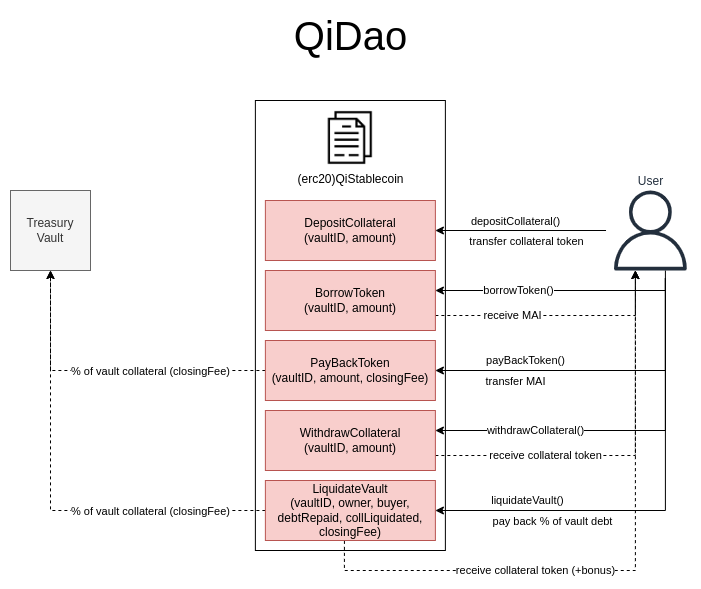 QiDao
(erc20)QiStablecoin
User
Treasury
Vault
DepositCollateral
(vaultID, amount)
depositCollateral()
transfer collateral token
BorrowToken
(vaultID, amount)
borrowToken()
receive MAI
% of vault collateral (closingFee)
PayBackToken
(vaultID, amount, closingFee)
payBackToken()
transfer MAI
WithdrawCollateral
(vaultID, amount)
withdrawCollateral()
receive collateral token
% of vault collateral (closingFee)
LiquidateVault
(vaultID, owner, buyer,
debtRepaid, collLiquidated,
closingFee)
liquidateVault()
pay back % of vault debt
receive collateral token (+bonus)